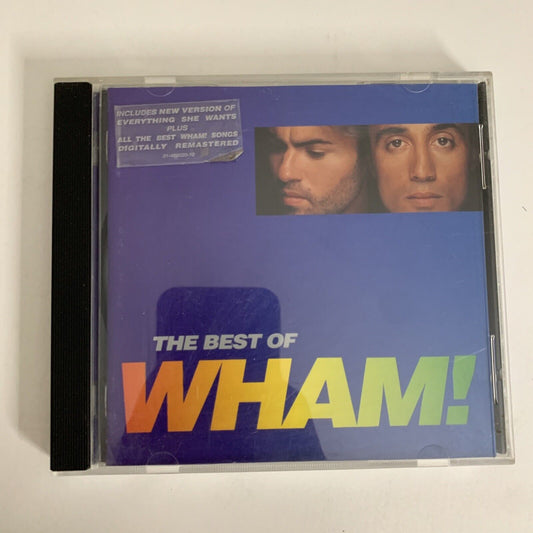 INCLUDES NEW VERSION OF
EVERYTHING SHE WANTS
PLUS
ALL THE BEST WHAM! SONGS
DIGITALLY REMASTERED
THE BEST OF
WHAM!